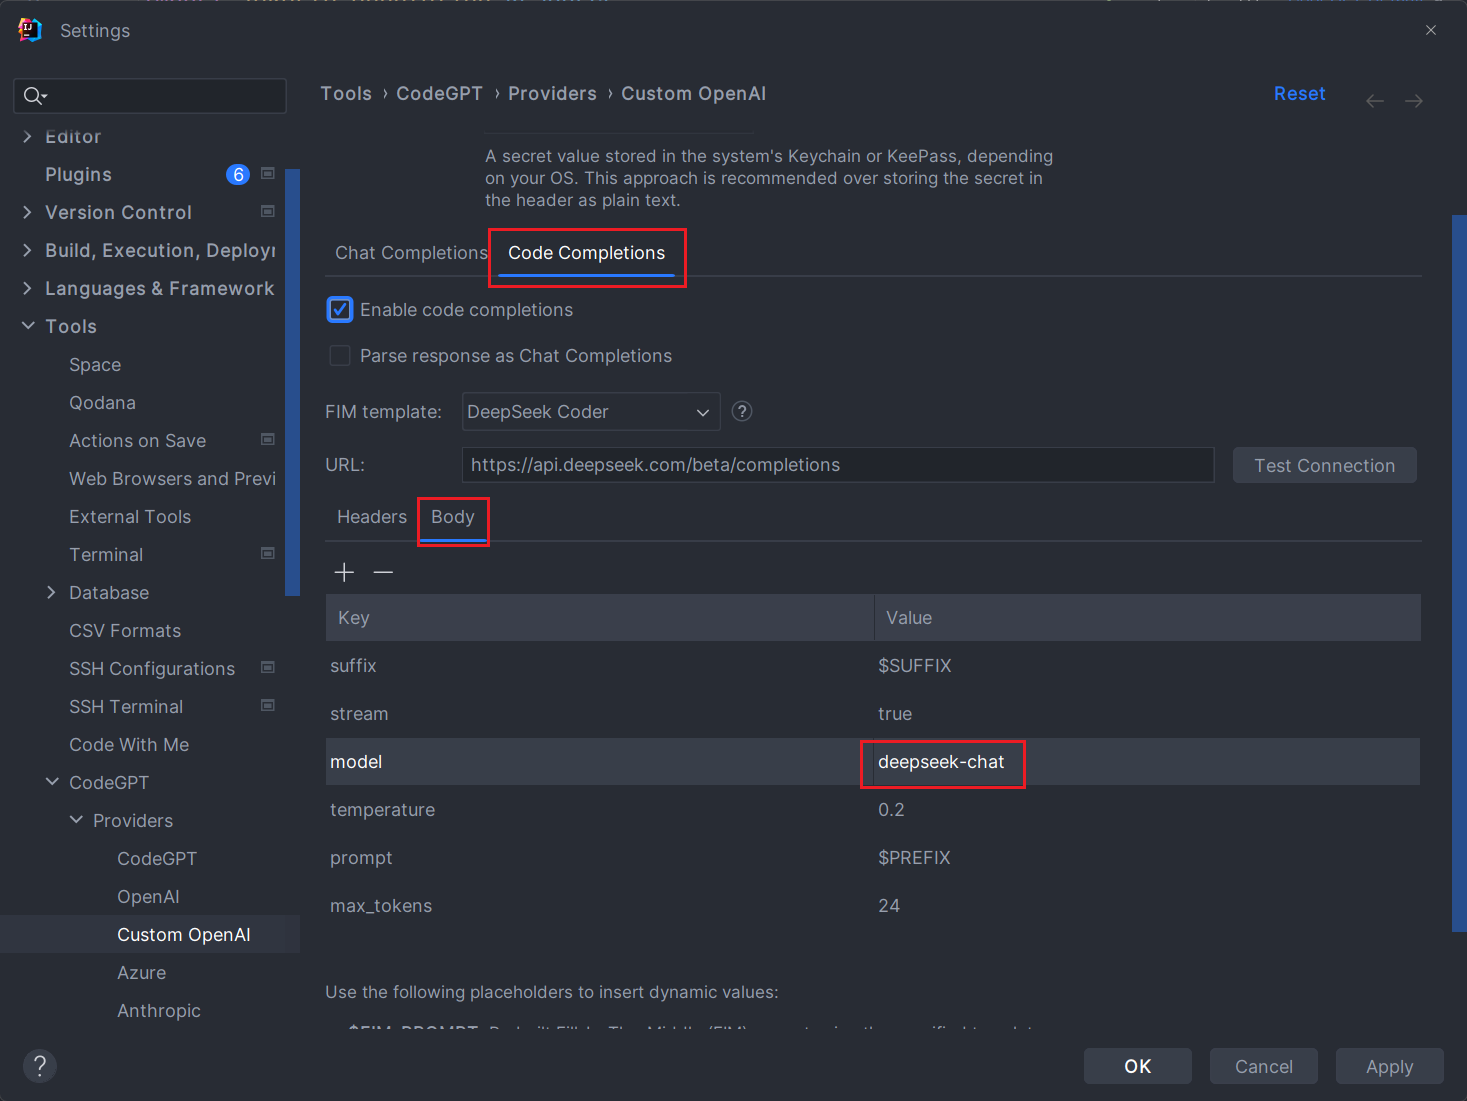 Settings
Tools › CodeGPT › Providers › Custom OpenAI
Reset
Editor
Plugins
6
Version Control
Build, Execution, Deployr
Languages & Framework
Tools
Space
Qodana
Actions on Save
Web Browsers and Previ
External Tools
Terminal
Database
CSV Formats
SSH Configurations
SSH Terminal
Code With Me
CodeGPT
Providers
CodeGPT
OpenAI
Custom OpenAI
Azure
Anthropic
A secret value stored in the system's Keychain or KeePass, depending
on your OS. This approach is recommended over storing the secret in
the header as plain text.
Chat Completions
Code Completions
Enable code completions
Parse response as Chat Completions
FIM template:
DeepSeek Coder
?
URL:
https://api.deepseek.com/beta/completions
Test Connection
Headers
Body
Key
Value
suffix
$SUFFIX
stream
true
model
deepseek-chat
temperature
0.2
prompt
$PREFIX
max_tokens
24
Use the following placeholders to insert dynamic values:
?
OK
Cancel
Apply